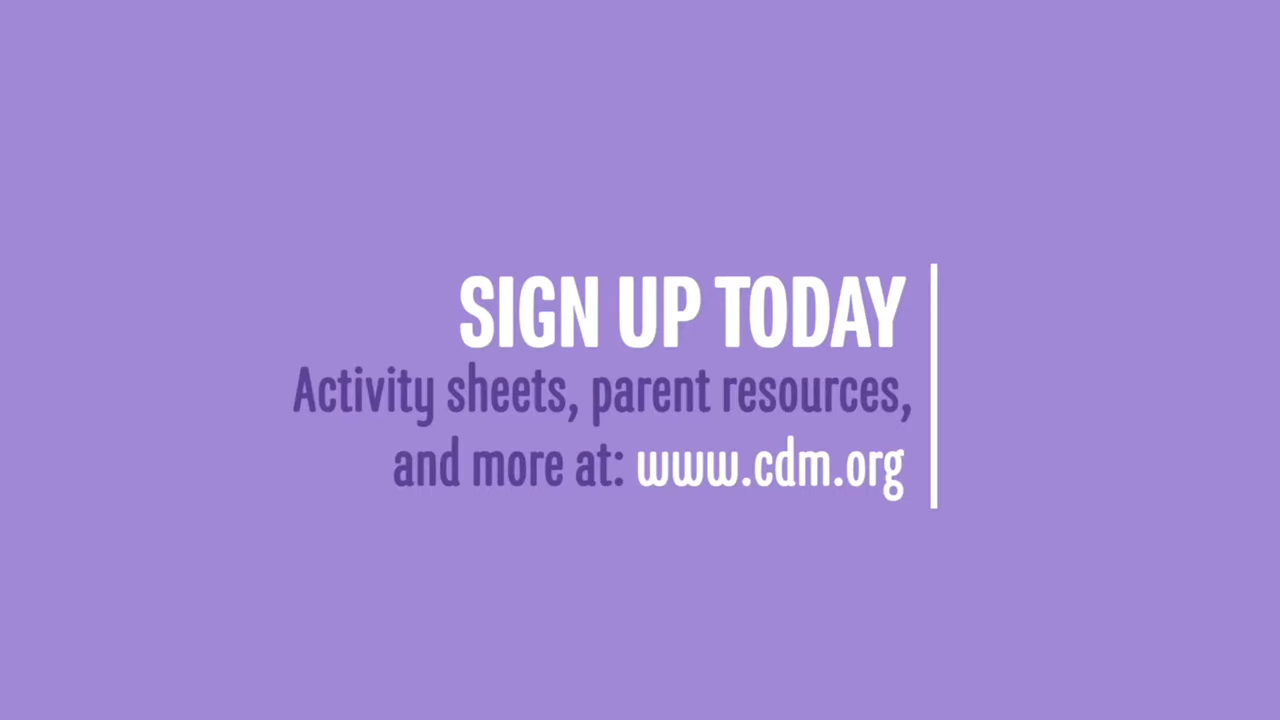 SIGN UP TODAY
Activity sheets, parent resources,
and more at: www.cdm.org